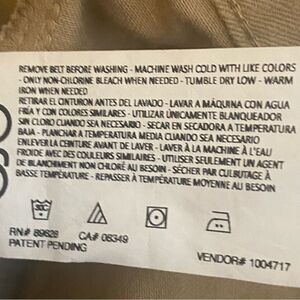 REMOVE BELT BEFORE WASHING - MACHINE WASH COLD WITH LIKE COLORS
- ONLY NON-CHLORINE BLEACH WHEN NEEDED - TUMBLE DRY LOW - WARM
IRON WHEN NEEDED
RETIRAR EL CINTURON ANTES DEL LAVADO - LAVAR A MÁQUINA CON AGUA
FRÍA Y CON COLORES SIMILARES - UTILIZAR ÚNICAMENTE BLANQUEADOR
SIN CLORO CUANDO SEA NECESARIO - SECAR EN SECADORA A TEMPERATURA
BAJA - PLANCHAR A TEMPERATURA MEDIA CUANDO SEA NECESARIO
ENLEVER LA CEINTURE AVANT DE LAVER - LAVER À LA MACHINE À L'EAU
FROIDE AVEC DES COULEURS SIMILAIRES - UTILISER SEULEMENT UN AGENT
DE BLANCHIMENT NON CHLORÉ AU BESOIN - SÉCHER PAR CULBUTAGE À
BASSE TEMPÉRATURE - REPASSER À TEMPÉRATURE MOYENNE AU BESOIN
RN# 89628 CA# 06349
PATENT PENDING
VENDOR# 1004717